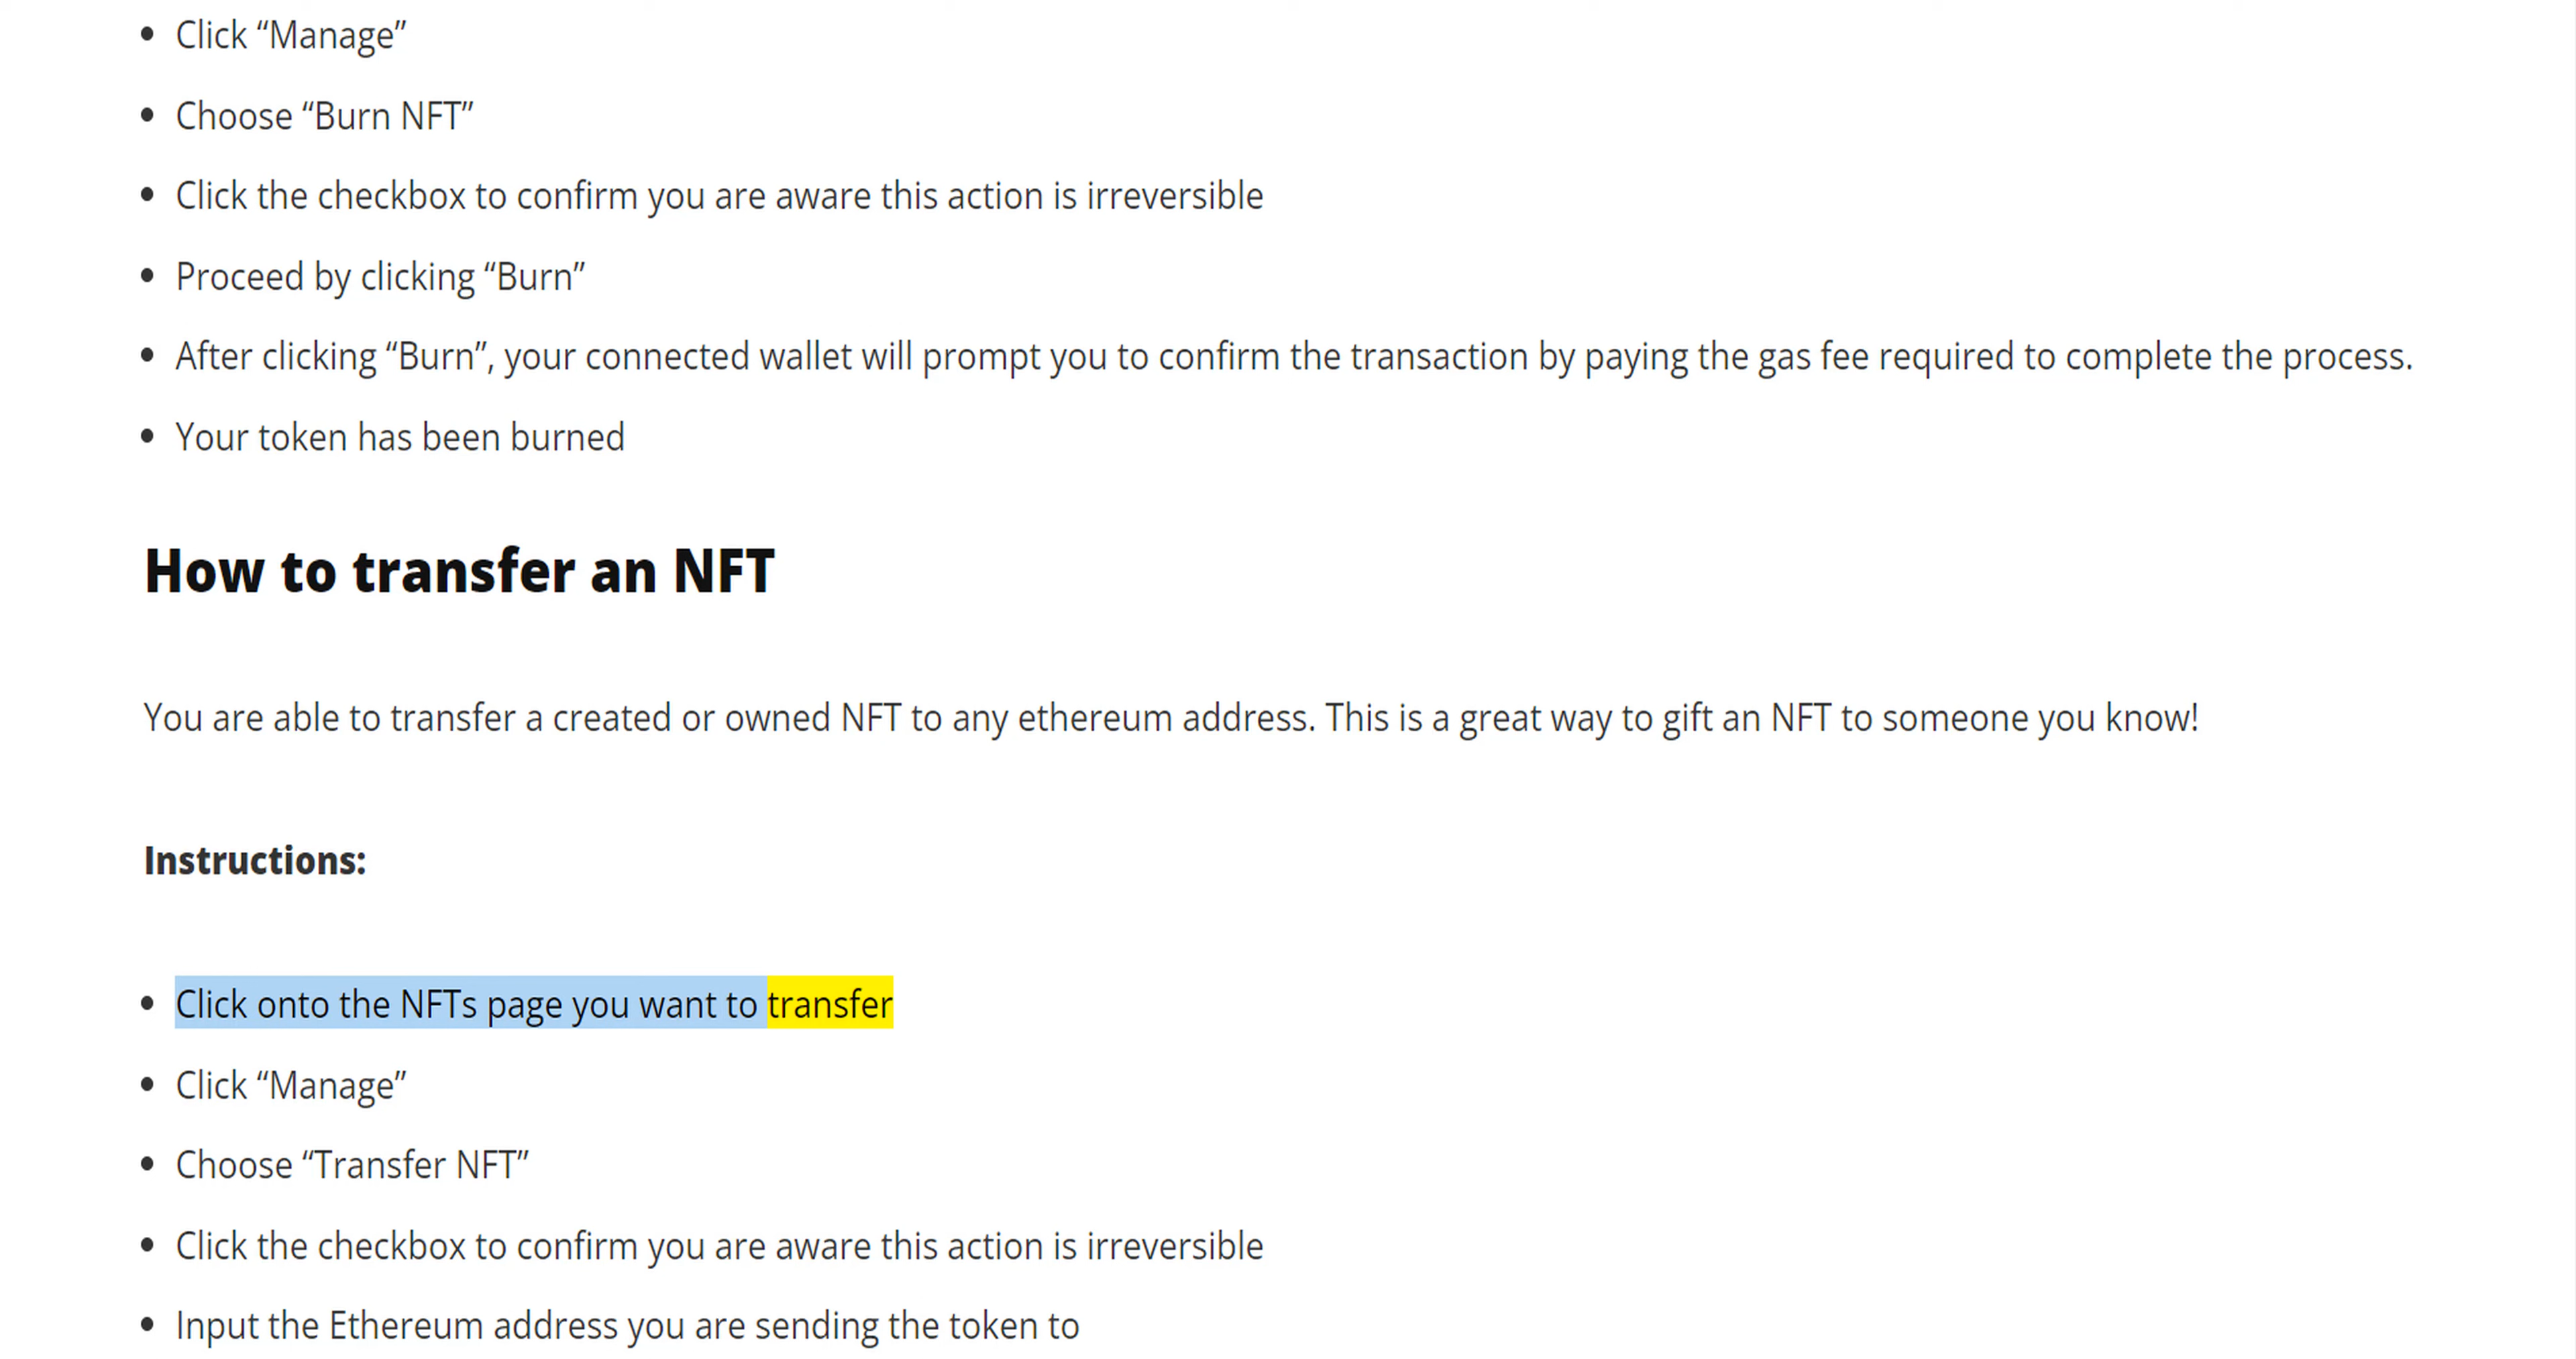 • Click “Manage”
• Choose “Burn NFT”
• Click the checkbox to confirm you are aware this action is irreversible
• Proceed by clicking “Burn”
• After clicking “Burn”, your connected wallet will prompt you to confirm the transaction by paying the gas fee required to complete the process.
• Your token has been burned
How to transfer an NFT
You are able to transfer a created or owned NFT to any ethereum address. This is a great way to gift an NFT to someone you know!
Instructions:
• Click onto the NFTs page you want to transfer
• Click “Manage”
• Choose “Transfer NFT”
• Click the checkbox to confirm you are aware this action is irreversible
• Input the Ethereum address you are sending the token to